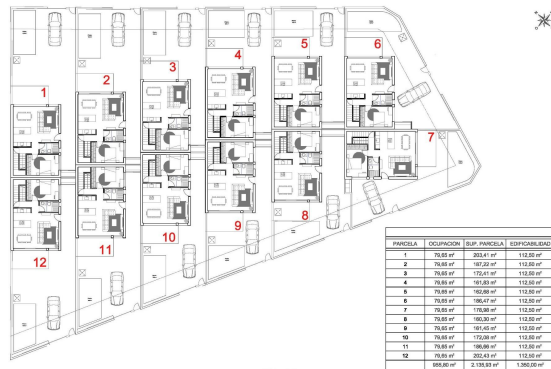 5
6
4
3
2
1
7
8
9
10
11
12
PARCELA OCUPACION SUP. PARCELA EDIFICABILIDAD
1 79,65 m² 203,41 m² 112,50 m²
2 79,65 m² 187,22 m² 112,50 m²
3 79,65 m² 172,41 m² 112,50 m²
4 79,65 m² 161,83 m² 112,50 m²
5 79,65 m² 162,68 m² 112,50 m²
6 79,65 m² 186,47 m² 112,50 m²
7 79,65 m² 178,98 m² 112,50 m²
8 79,65 m² 160,30 m² 112,50 m²
9 79,65 m² 161,45 m² 112,50 m²
10 79,65 m² 172,08 m² 112,50 m²
11 79,65 m² 186,66 m² 112,50 m²
12 79,65 m² 202,43 m² 112,50 m²
955,80 m² 2.135,93 m² 1.350,00 m²